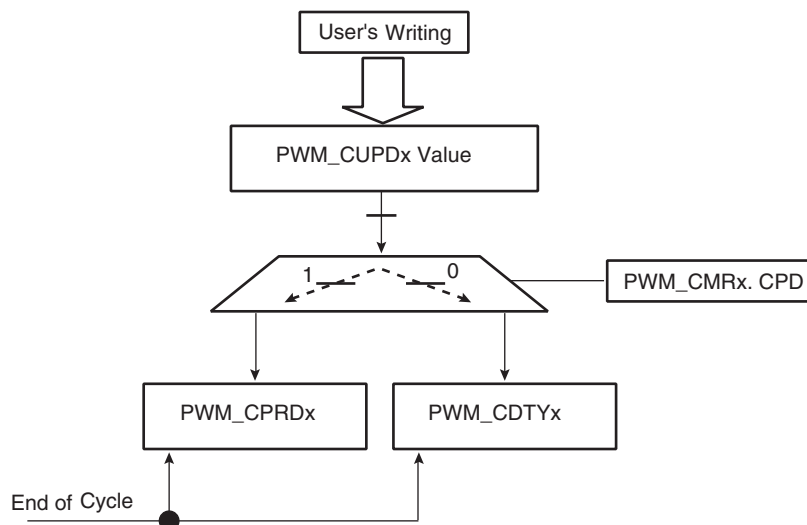 User's Writing
PWM_CUPDx Value
1
0
PWM_CMRx. CPD
PWM_CPRDx
PWM_CDTYx
End of Cycle